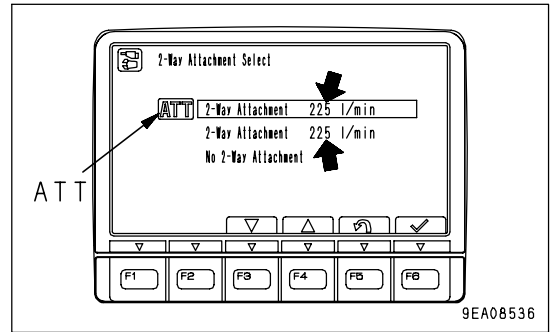 2-Way Attachment Select
ATT 2-Way Attachment 225 l/min
2-Way Attachment 225 l/min
No 2-Way Attachment
ATT
F1 F2 F3 F4 F5 F6
9EA08536